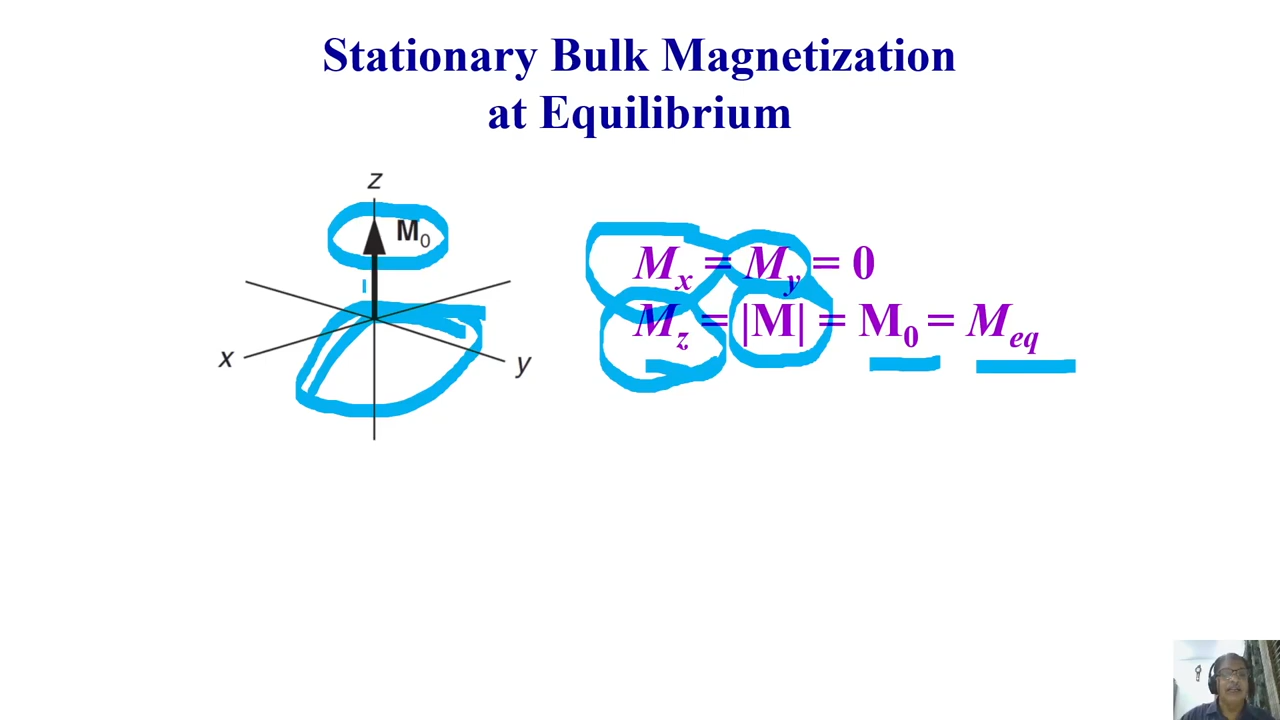 Stationary Bulk Magnetization
at Equilibrium
z
M0
x
y
Mx = My = 0
Mz = |M| = M0 = Meq